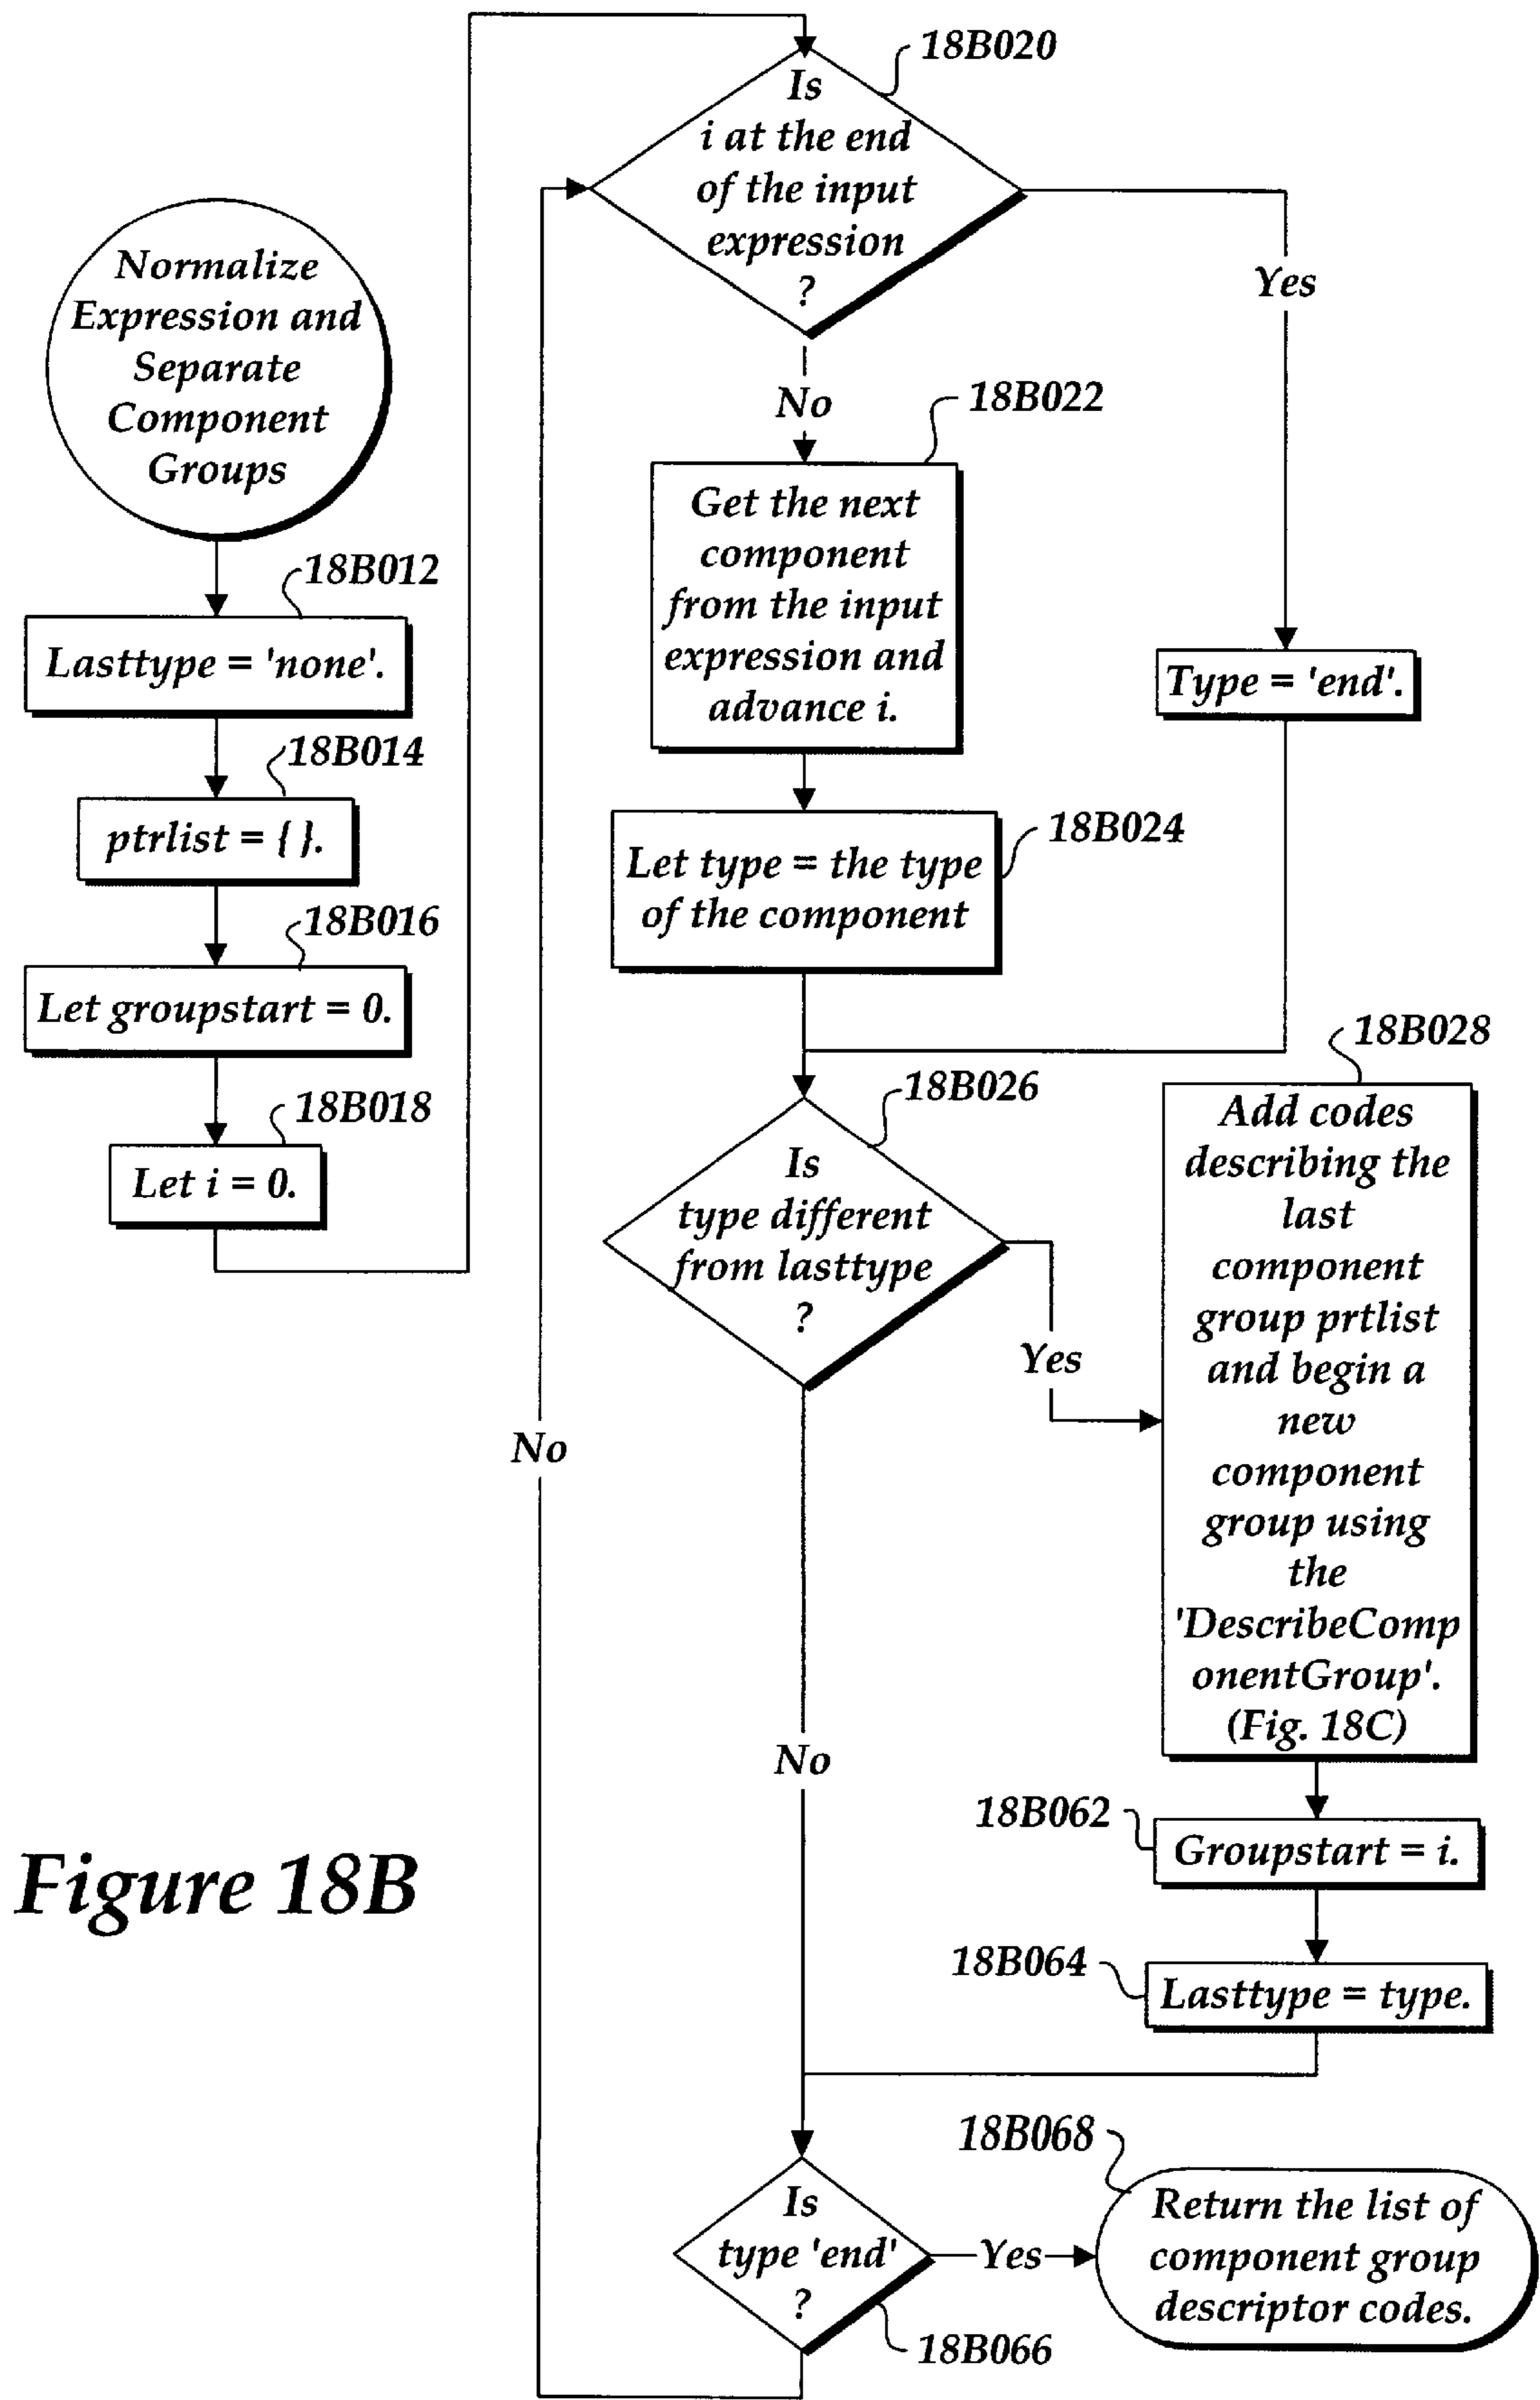 Normalize
Expression and
Separate
Component
Groups
18B012
Lasttype = 'none'.
18B014
ptrlist = { }.
18B016
Let groupstart = 0.
18B018
Let i = 0.
18B020
Is
i at the end
of the input
expression
?
Yes
No
18B022
Get the next
component
from the input
expression and
advance i.
Type = 'end'.
18B024
Let type = the type
of the component
18B026
Is
type different
from lasttype
?
Yes
No
18B028
Add codes
describing the
last
component
group prtlist
and begin a
new
component
group using
the
'DescribeComp
onentGroup'.
(Fig. 18C)
18B062
Groupstart = i.
18B064
Lasttype = type.
No
Is
type 'end'
?
18B066
Yes
18B068
Return the list of
component group
descriptor codes.
Figure 18B